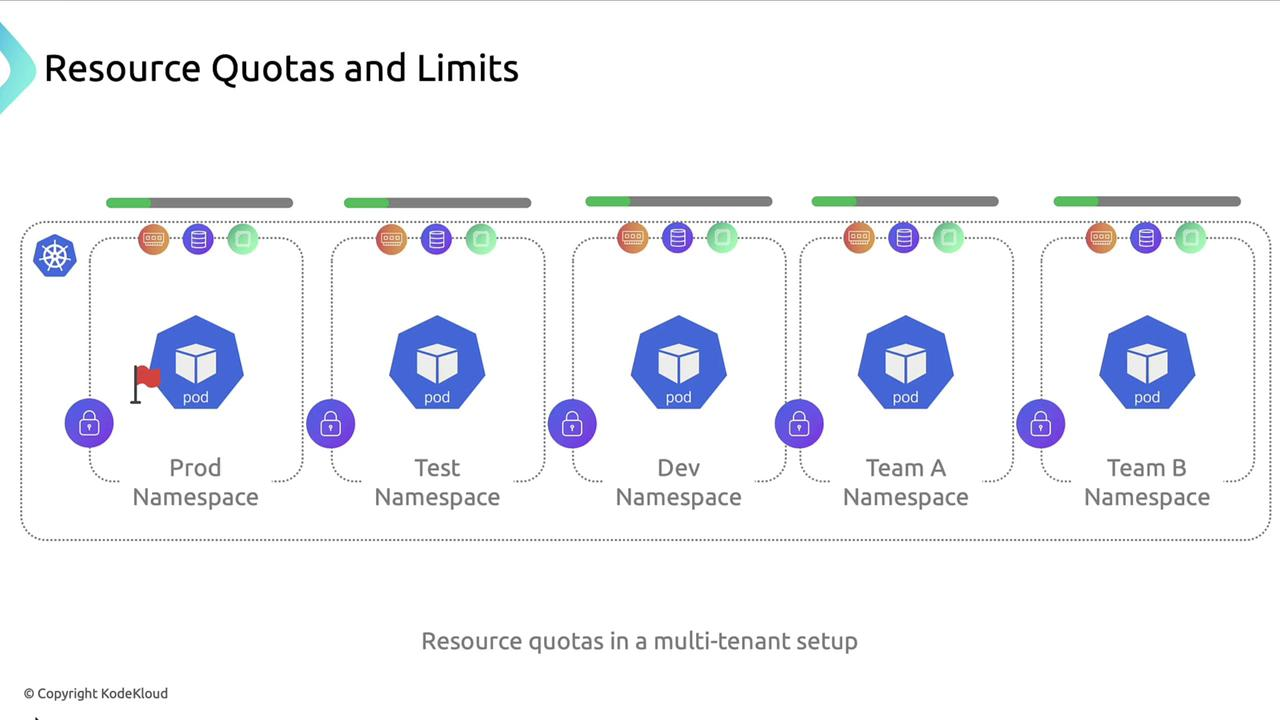 Resource Quotas and Limits
pod
pod
pod
pod
pod
Prod
Namespace
Test
Namespace
Dev
Namespace
Team A
Namespace
Team B
Namespace
Resource quotas in a multi-tenant setup
© Copyright KodeKloud